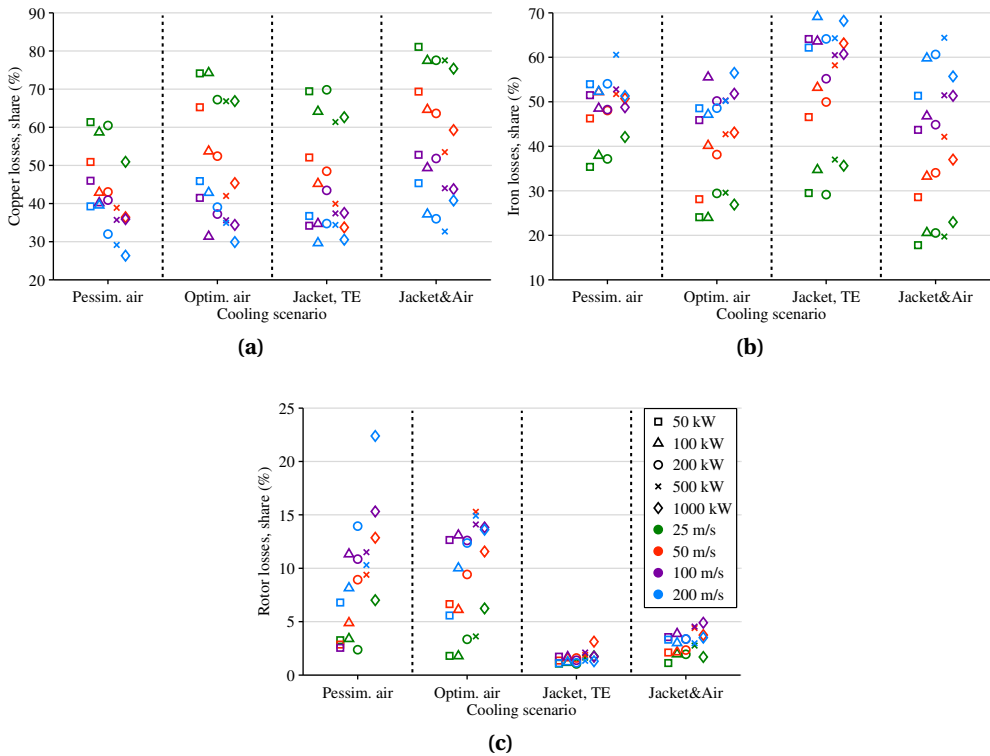 Copper losses, share (%)
90
80
70
60
50
40
30
20
Pessim. air
Optim. air
Jacket, TE
Jacket&Air
Cooling scenario
(a)
Iron losses, share (%)
70
60
50
40
30
20
10
Pessim. air
Optim. air
Jacket, TE
Jacket&Air
Cooling scenario
(b)
Rotor losses, share (%)
25
20
15
10
5
0
Pessim. air
Optim. air
Jacket, TE
Jacket&Air
Cooling scenario
50 kW
100 kW
200 kW
500 kW
1000 kW
25 m/s
50 m/s
100 m/s
200 m/s
(c)